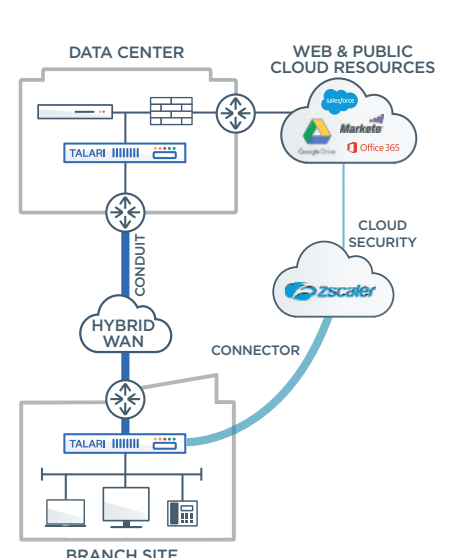 DATA CENTER
WEB & PUBLIC
CLOUD RESOURCES
salesforce
Marketo
Google Drive
Office 365
TALARI
CONDUIT
CLOUD
SECURITY
zscaler
HYBRID
WAN
CONNECTOR
TALARI
BRANCH SITE